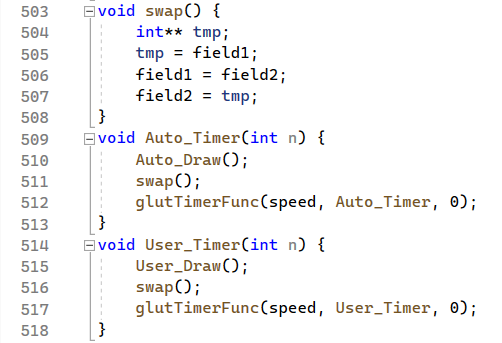 503 void swap() {
504 int** tmp;
505 tmp = field1;
506 field1 = field2;
507 field2 = tmp;
508 }
509 void Auto_Timer(int n) {
510 Auto_Draw();
511 swap();
512 glutTimerFunc(speed, Auto_Timer, 0);
513 }
514 void User_Timer(int n) {
515 User_Draw();
516 swap();
517 glutTimerFunc(speed, User_Timer, 0);
518 }